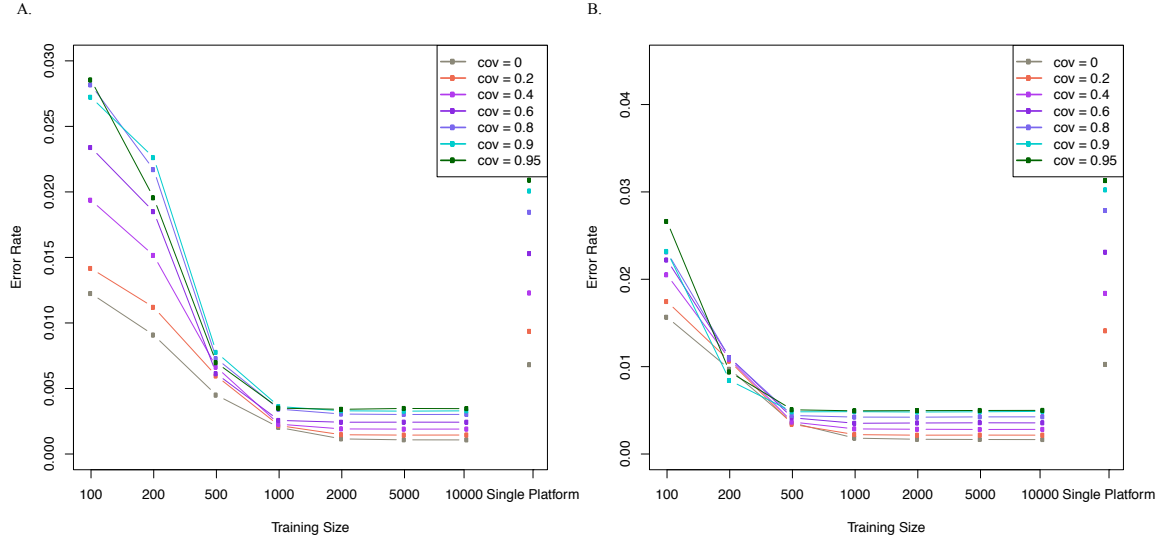 A.
Error Rate
0.030
0.025
0.020
0.015
0.010
0.005
0.000
cov = 0
cov = 0.2
cov = 0.4
cov = 0.6
cov = 0.8
cov = 0.9
cov = 0.95
100 200 500 1000 2000 5000 10000 Single Platform
Training Size
B.
Error Rate
0.04
0.03
0.02
0.01
0.00
cov = 0
cov = 0.2
cov = 0.4
cov = 0.6
cov = 0.8
cov = 0.9
cov = 0.95
100 200 500 1000 2000 5000 10000 Single Platform
Training Size